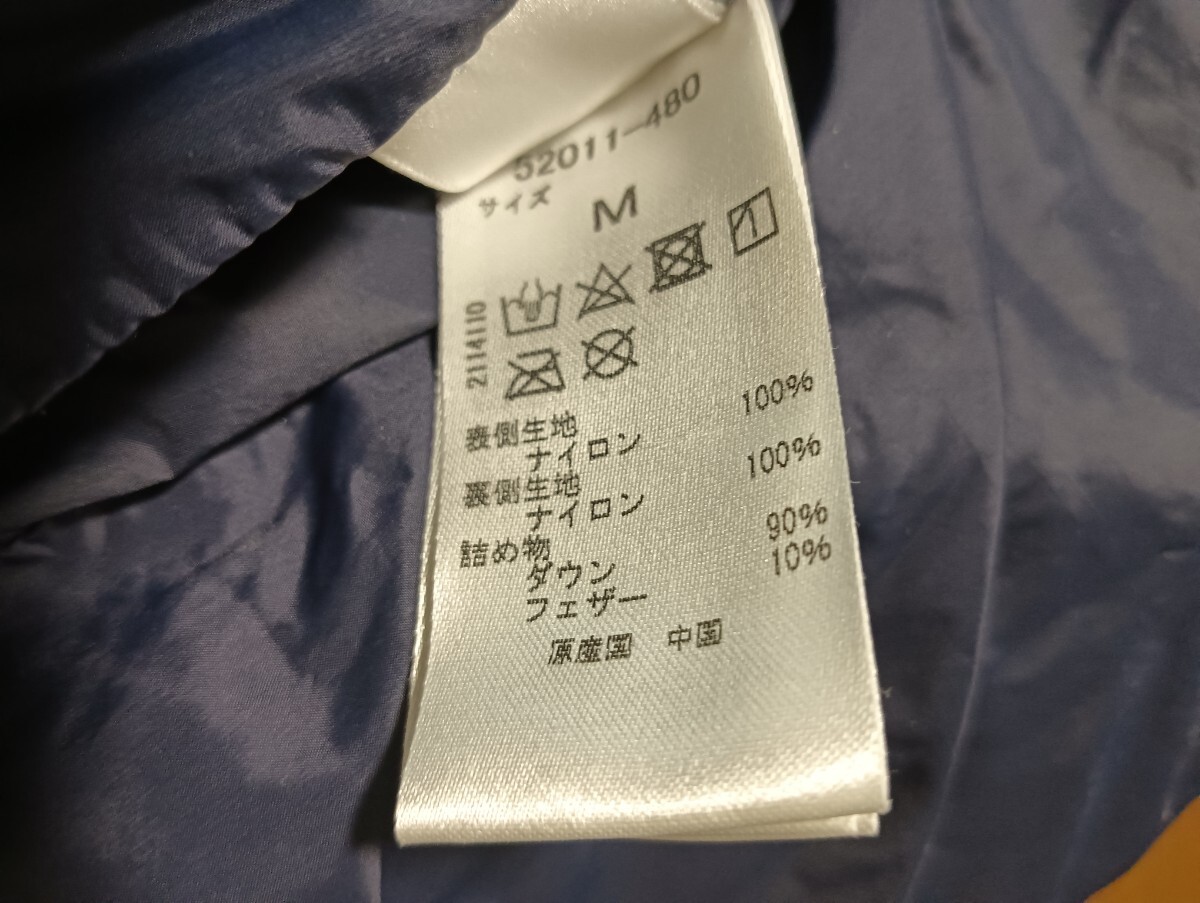 52011-480
サイズ M
2114110
表側生地
ナイロン 100%
裏側生地
ナイロン 100%
詰め物
ダウン 90%
フェザー 10%
原産国 中国